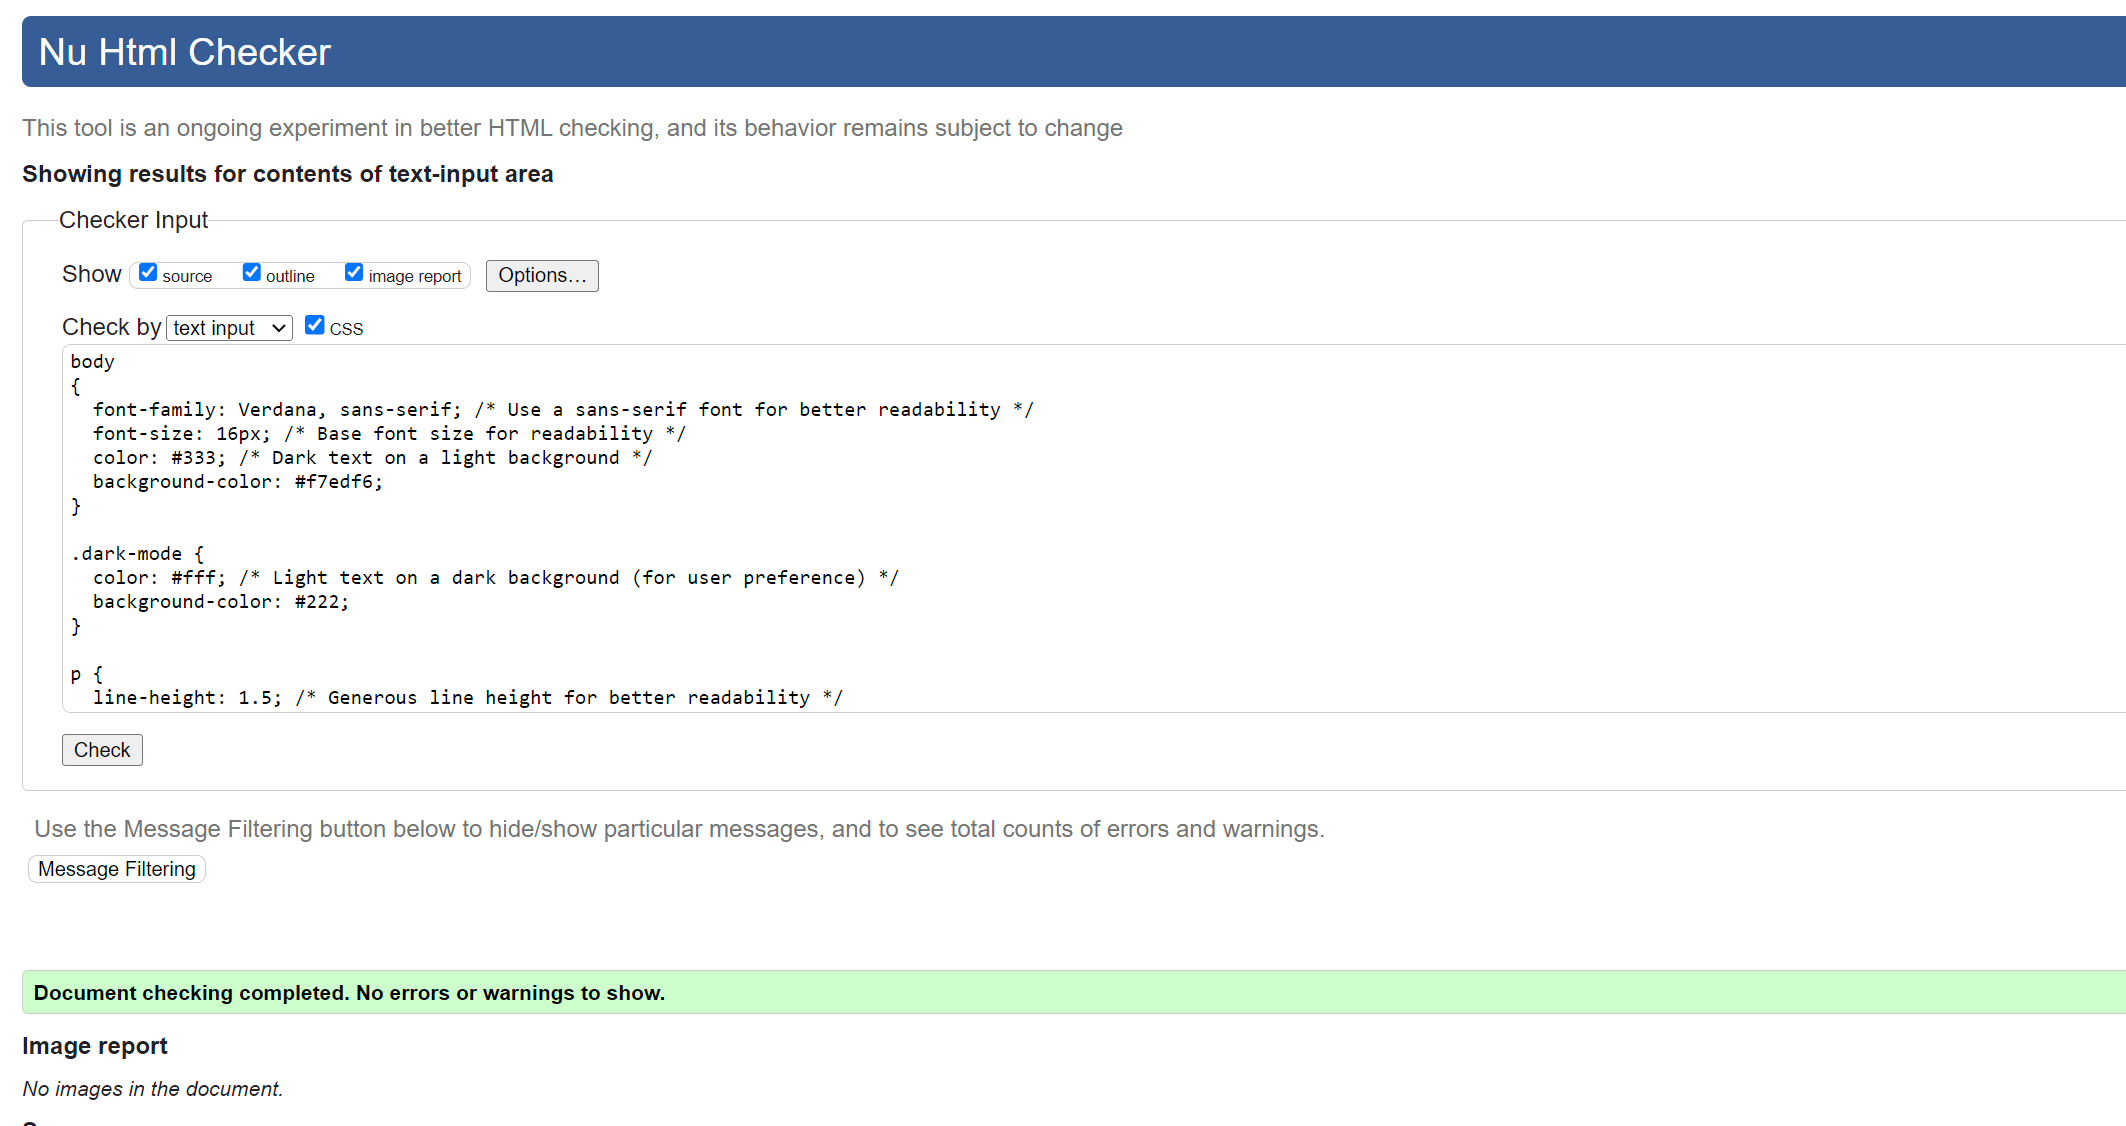 Nu Html Checker
This tool is an ongoing experiment in better HTML checking, and its behavior remains subject to change
Showing results for contents of text-input area
Checker Input
Show source outline image report Options...
Check by text input CSS
body
{
  font-family: Verdana, sans-serif; /* Use a sans-serif font for better readability */
  font-size: 16px; /* Base font size for readability */
  color: #333; /* Dark text on a light background */
  background-color: #f7edf6;
}

.dark-mode {
  color: #fff; /* Light text on a dark background (for user preference) */
  background-color: #222;
}

p {
  line-height: 1.5; /* Generous line height for better readability */
Check
Use the Message Filtering button below to hide/show particular messages, and to see total counts of errors and warnings.
Message Filtering
Document checking completed. No errors or warnings to show.
Image report
No images in the document.